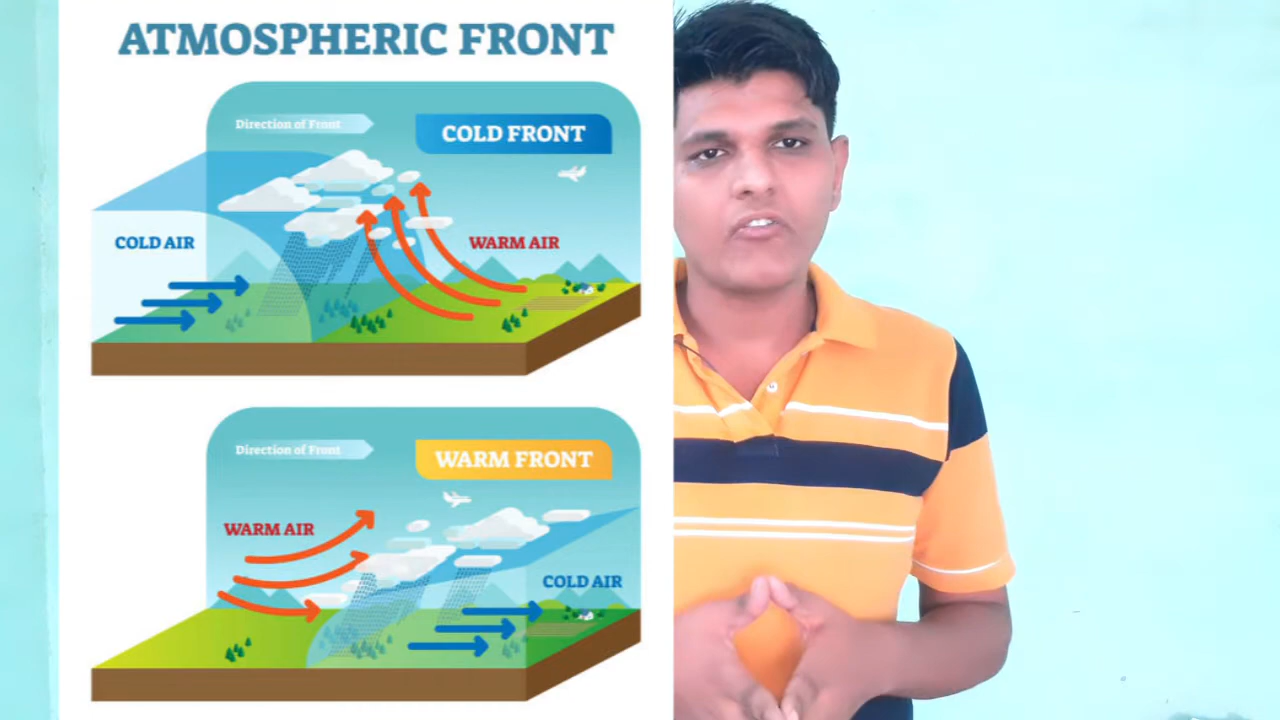 ATMOSPHERIC FRONT
Direction of Front
COLD FRONT
COLD AIR
WARM AIR
Direction of Front
WARM FRONT
WARM AIR
COLD AIR